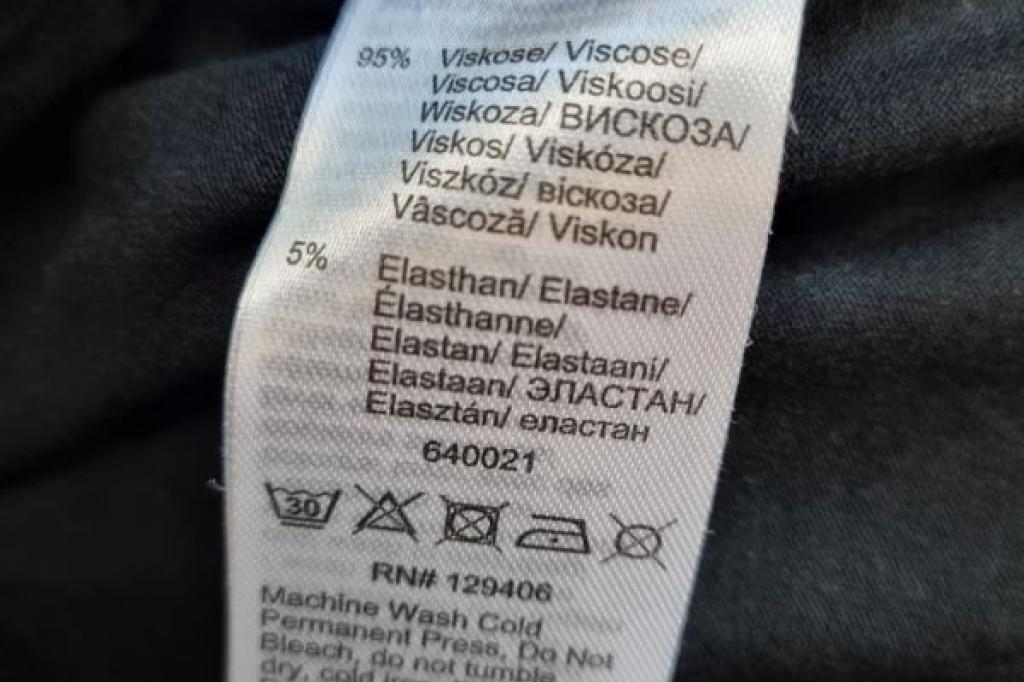 95% Viskose/ Viscose/
Viscosa/ Viskoosi/
Wiskoza/ ВИСКОЗА/
Viskos/ Viskóza/
Viszkóz/ віскоза/
Vâscoză/ Viskon
5% Elasthan/ Elastane/
Élasthanne/
Elastan/ Elastaani/
Elastaan/ ЭЛАСТАН/
Elasztán/ еластан
640021
30
RN# 129406
Machine Wash Cold
Permanent Press, Do Not
Bleach, do not tumble
dry, cold